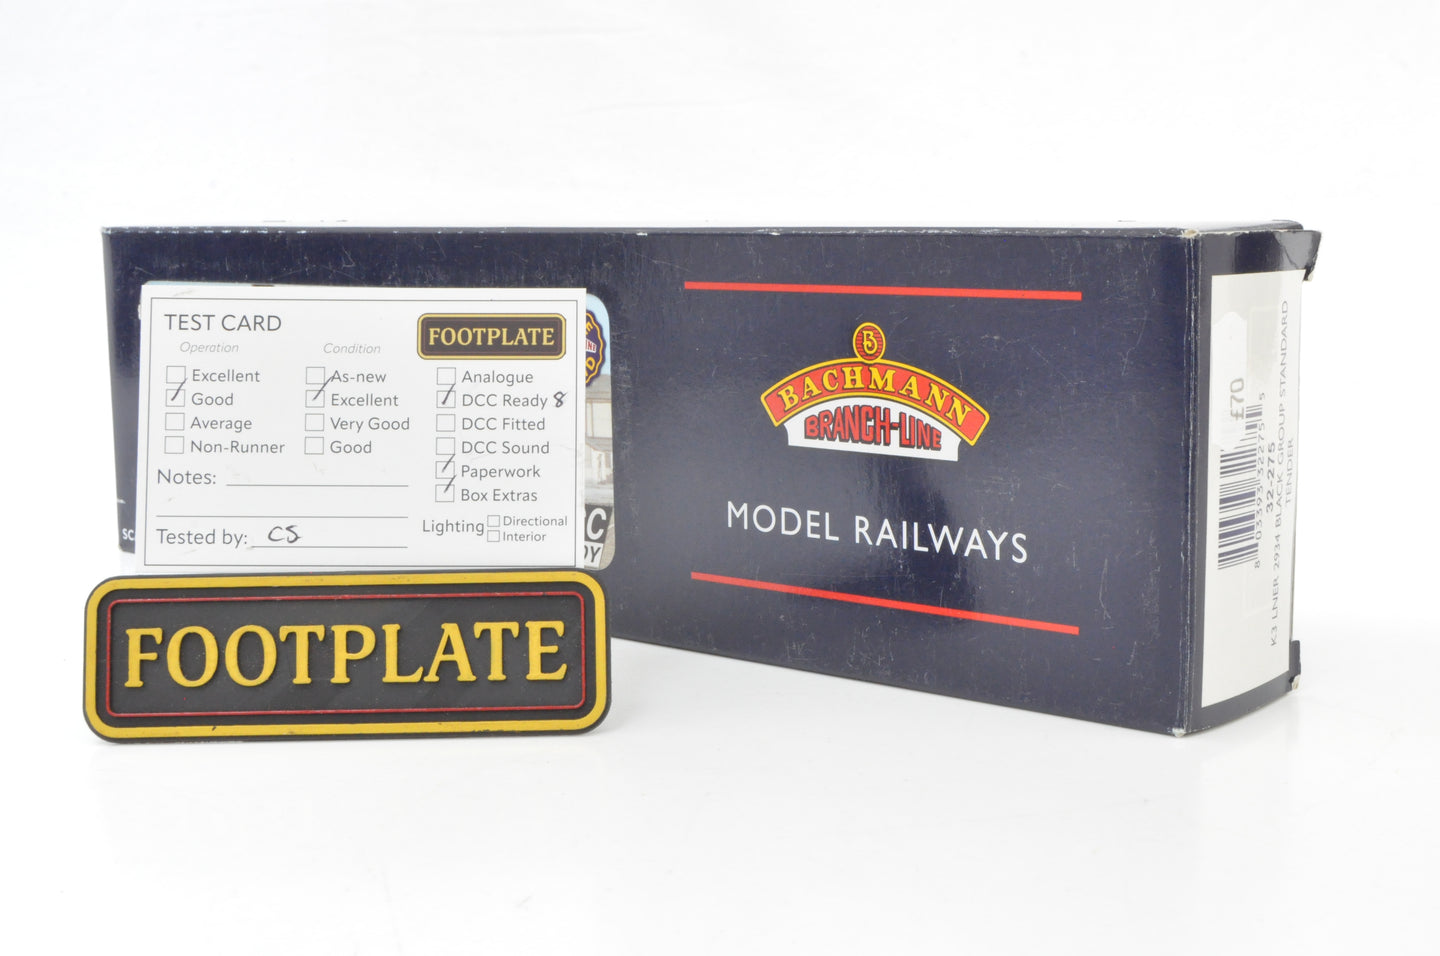 TEST CARD
FOOTPLATE
Operation
Condition
Excellent
As-new
Analogue
Good
Excellent
DCC Ready 8
Average
Very Good
DCC Fitted
Non-Runner
Good
DCC Sound
Notes:
Paperwork
Box Extras
Lighting
Directional
Interior
Tested by: CS
FOOTPLATE
B
BACHMANN
BRANCH-LINE
MODEL RAILWAYS
£70
32-275
K3 LNER 2934 BLACK GROUP STANDARD
TENDER